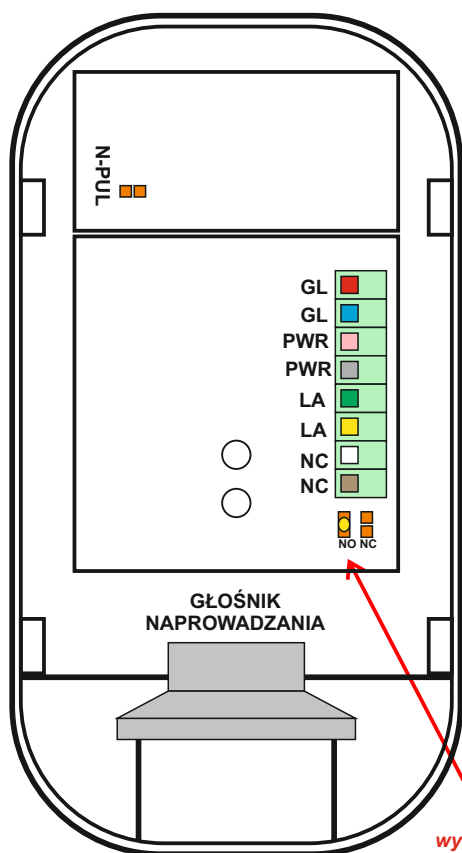 N-PUL
GL
GL
PWR
PWR
LA
LA
NC
NC
NO NC
GŁOŚNIK
NAPROWADZANIA
wy